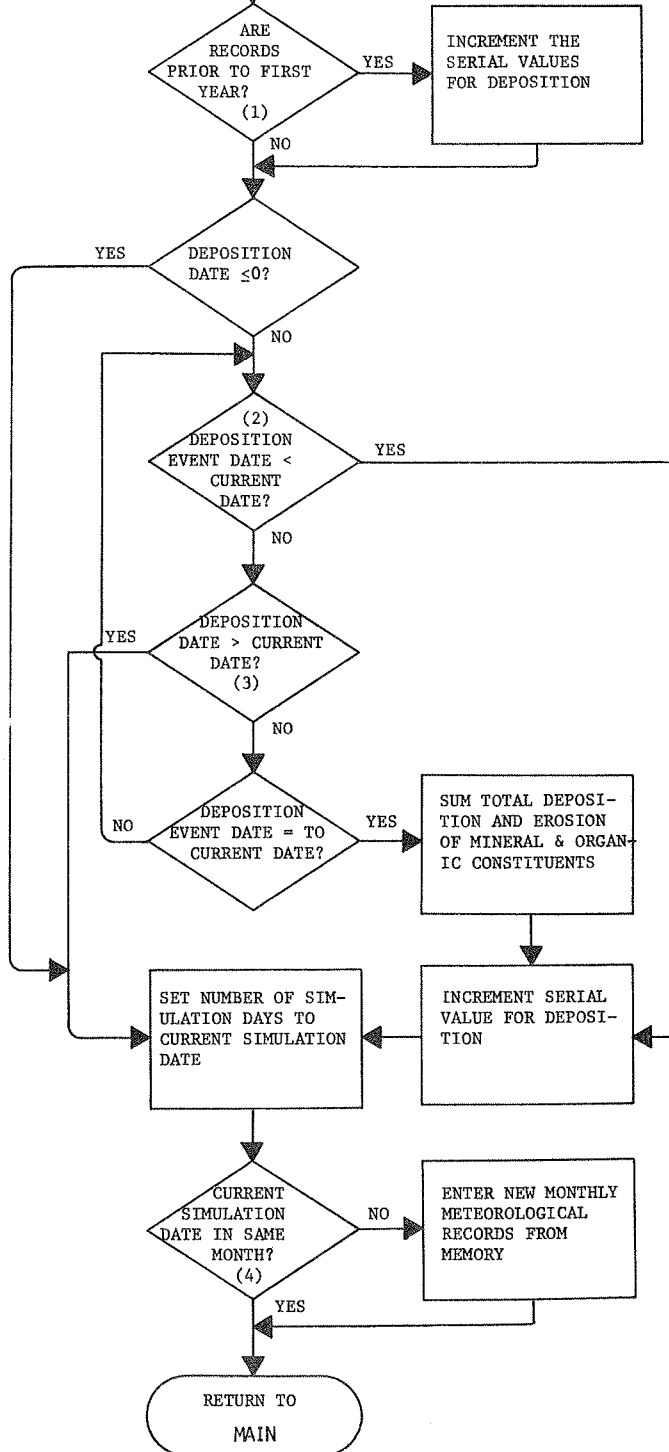 ARE
RECORDS
PRIOR TO FIRST
YEAR?
(1)
YES
INCREMENT THE
SERIAL VALUES
FOR DEPOSITION
NO
YES
DEPOSITION
DATE ≤0?
NO
(2)
DEPOSITION
EVENT DATE <
CURRENT
DATE?
YES
NO
YES
DEPOSITION
DATE > CURRENT
DATE?
(3)
NO
NO
DEPOSITION
EVENT DATE = TO
CURRENT DATE?
YES
SUM TOTAL DEPOSI-
TION AND EROSION
OF MINERAL & ORGAN-
IC CONSTITUENTS
SET NUMBER OF SIM-
ULATION DAYS TO
CURRENT SIMULATION
DATE
INCREMENT SERIAL
VALUE FOR DEPOSI-
TION
CURRENT
SIMULATION
DATE IN SAME
MONTH?
(4)
NO
ENTER NEW MONTHLY
METEOROLOGICAL
RECORDS FROM
MEMORY
YES
RETURN TO
MAIN